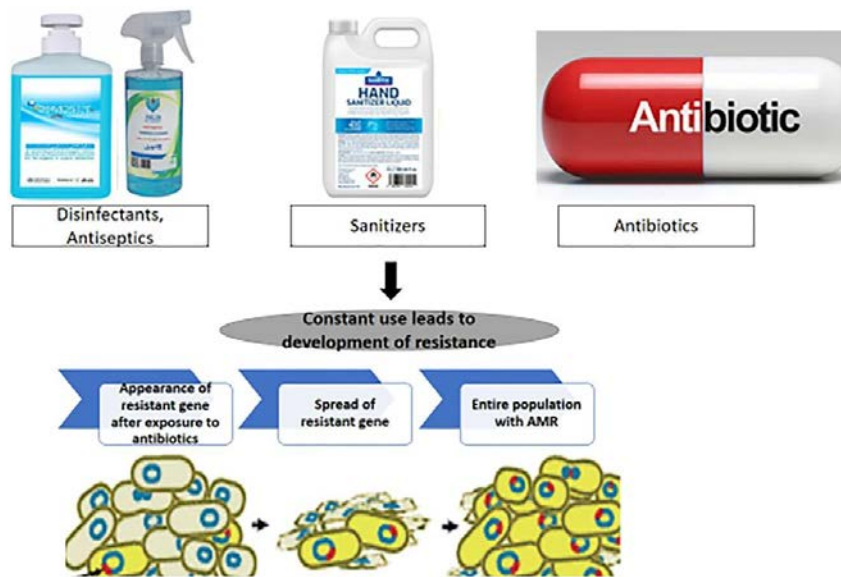 HAND
SANITIZER LIQUID
Antibiotic
Disinfectants,
Antiseptics
Sanitizers
Antibiotics
Constant use leads to
development of resistance
Appearance of
resistant gene
after exposure to
antibiotics
Spread of
resistant gene
Entire population
with AMR